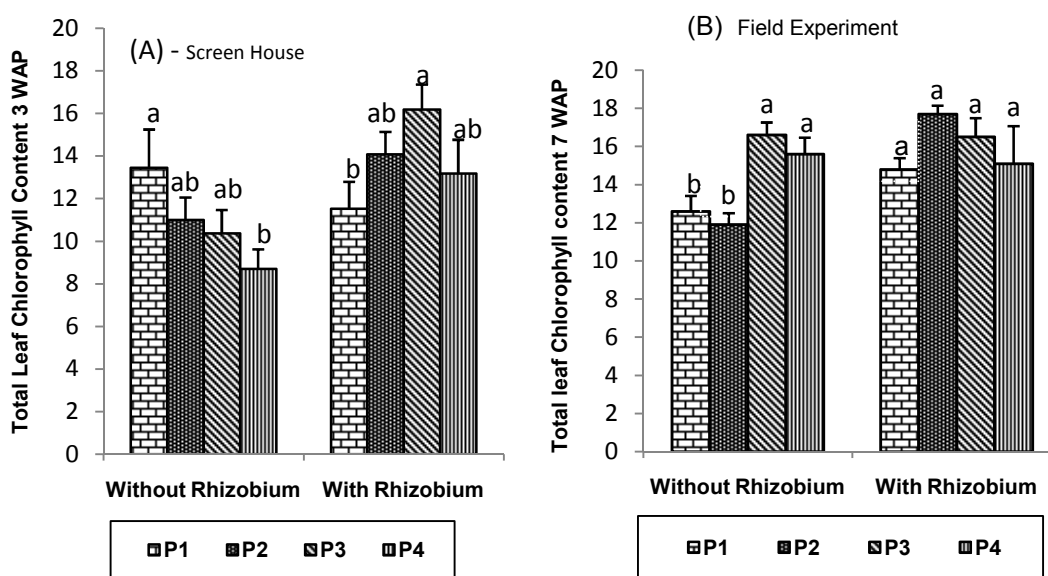 (A) - Screen House
Total Leaf Chlorophyll Content 3 WAP
20
18
16
14
12
10
8
6
4
2
0
a
ab
ab
b
b
ab
a
ab
Without Rhizobium With Rhizobium
P1 P2 P3 P4
(B) Field Experiment
Total leaf Chlorophyll content 7 WAP
20
18
16
14
12
10
8
6
4
2
0
b
b
a
a
a
a
a
a
Without Rhizobium With Rhizobium
P1 P2 P3 P4